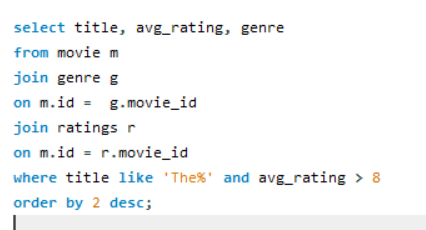 select title, avg_rating, genre
from movie m
join genre g
on m.id =  g.movie_id
join ratings r
on m.id = r.movie_id
where title like 'The%' and avg_rating > 8
order by 2 desc;